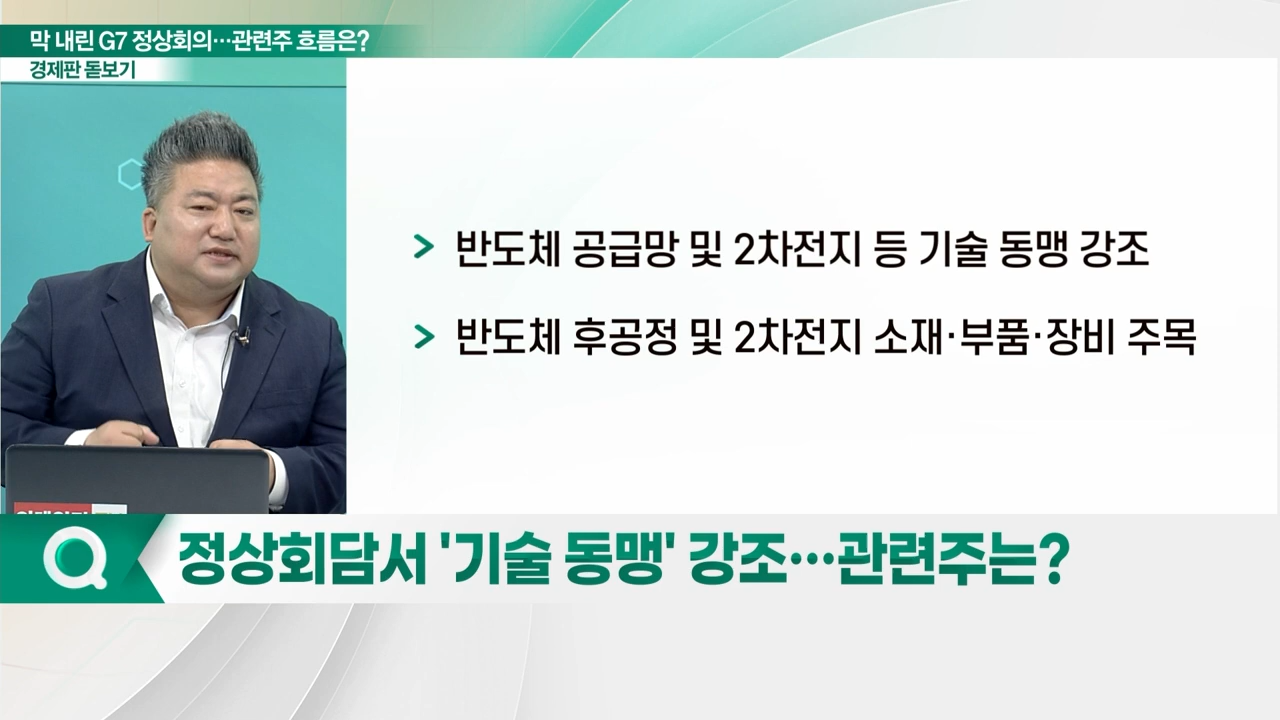 막 내린 G7 정상회의…관련주 흐름은?
경제판 돋보기
> 반도체 공급망 및 2차전지 등 기술 동맹 강조
> 반도체 후공정 및 2차전지 소재·부품·장비 주목
정상회담서 '기술 동맹' 강조…관련주는?